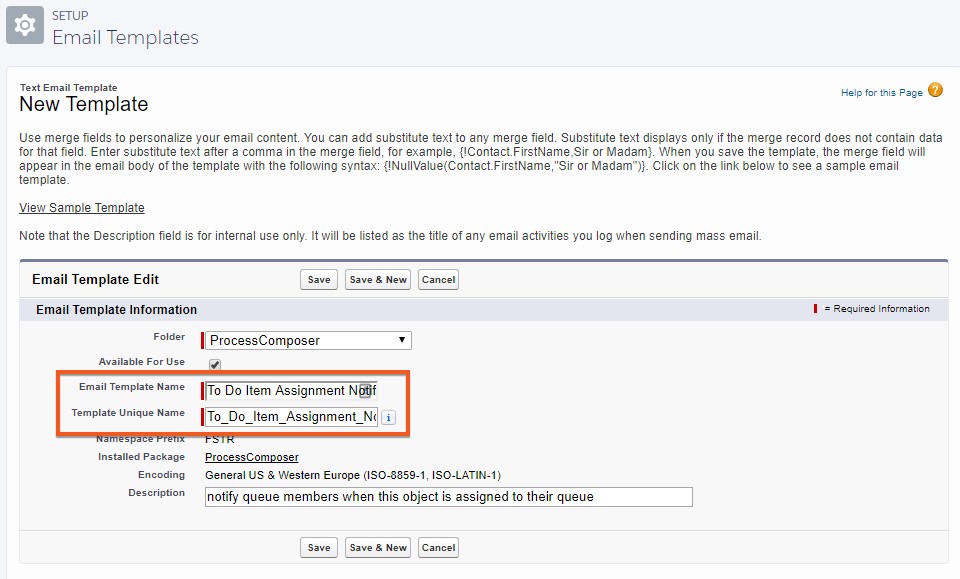 SETUP
Email Templates
Text Email Template
New Template
Help for this Page ?
Use merge fields to personalize your email content. You can add substitute text to any merge field. Substitute text displays only if the merge record does not contain data
for that field. Enter substitute text after a comma in the merge field, for example, {!Contact.FirstName,Sir or Madam}. When you save the template, the merge field will
appear in the email body of the template with the following syntax: {!NullValue(Contact.FirstName,"Sir or Madam")}. Click on the link below to see a sample email
template.
View Sample Template
Note that the Description field is for internal use only. It will be listed as the title of any email activities you log when sending mass email.
Email Template Edit Save Save & New Cancel
Email Template Information = Required Information
Folder ProcessComposer
Available For Use
Email Template Name To Do Item Assignment Notif
Template Unique Name To_Do_Item_Assignment_No i
Namespace Prefix FSTR
Installed Package ProcessComposer
Encoding General US & Western Europe (ISO-8859-1, ISO-LATIN-1)
Description notify queue members when this object is assigned to their queue
Save Save & New Cancel